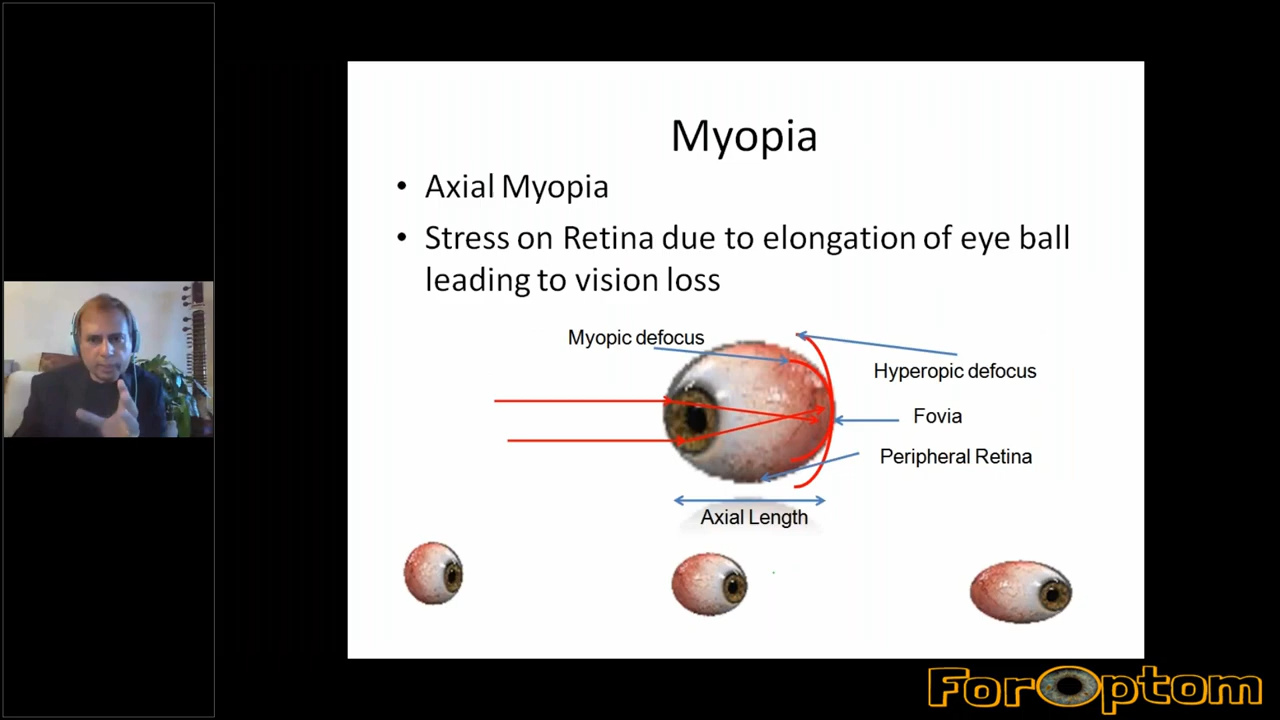 Myopia
• Axial Myopia
• Stress on Retina due to elongation of eye ball
leading to vision loss
Myopic defocus
Hyperopic defocus
Fovia
Peripheral Retina
Axial Length
ForOptom